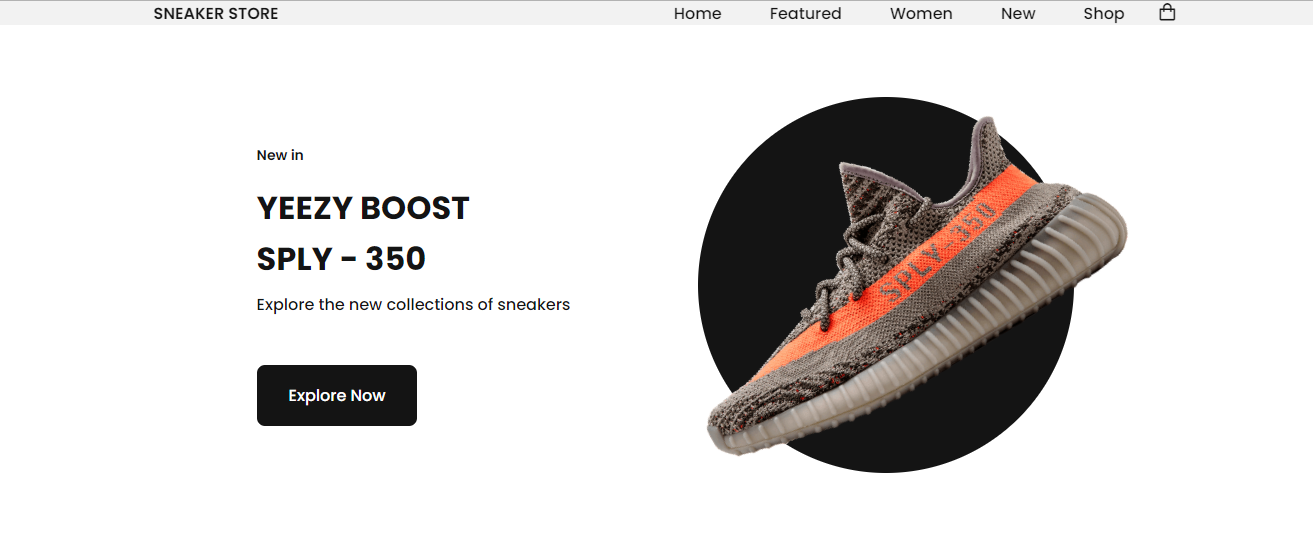 SNEAKER STORE
Home Featured Women New Shop
New in
YEEZY BOOST
SPLY - 350
Explore the new collections of sneakers
Explore Now
SPLY-350